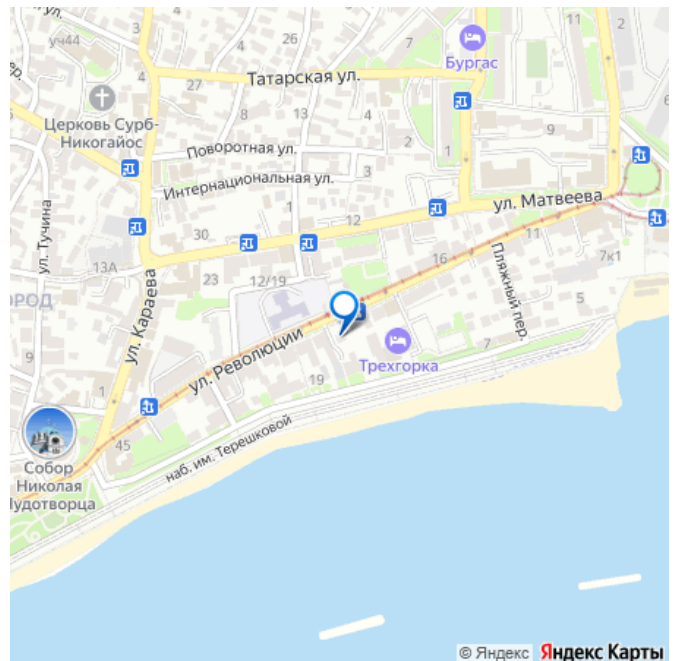 уч44
4
4
26
7
2
Бургас
Татарская ул.
27
Церковь Сурб-
Никогайос
8
4
2
6
9
Поворотная ул.
1
3
Интернациональная ул.
1
ул. Матвеева
12
ул. Тучина
30
13А
23
12/19
16
11
7к1
Пляжный пер.
5
ОРОД
ул. Караева
9
ул. Революции
Трехгорка
7
19
1
45
наб. им. Терешковой
Собор
Николая
Чудотворца
© Яндекс Яндекс Карты